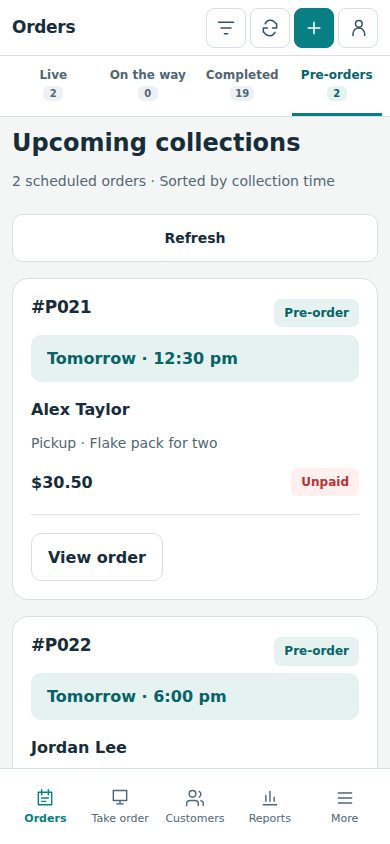 Orders
Live
2
On the way
0
Completed
19
Pre-orders
2
Upcoming collections
2 scheduled orders · Sorted by collection time
Refresh
#P021
Pre-order
Tomorrow · 12:30 pm
Alex Taylor
Pickup · Flake pack for two
$30.50
Unpaid
View order
#P022
Pre-order
Tomorrow · 6:00 pm
Jordan Lee
Orders
Take order
Customers
Reports
More